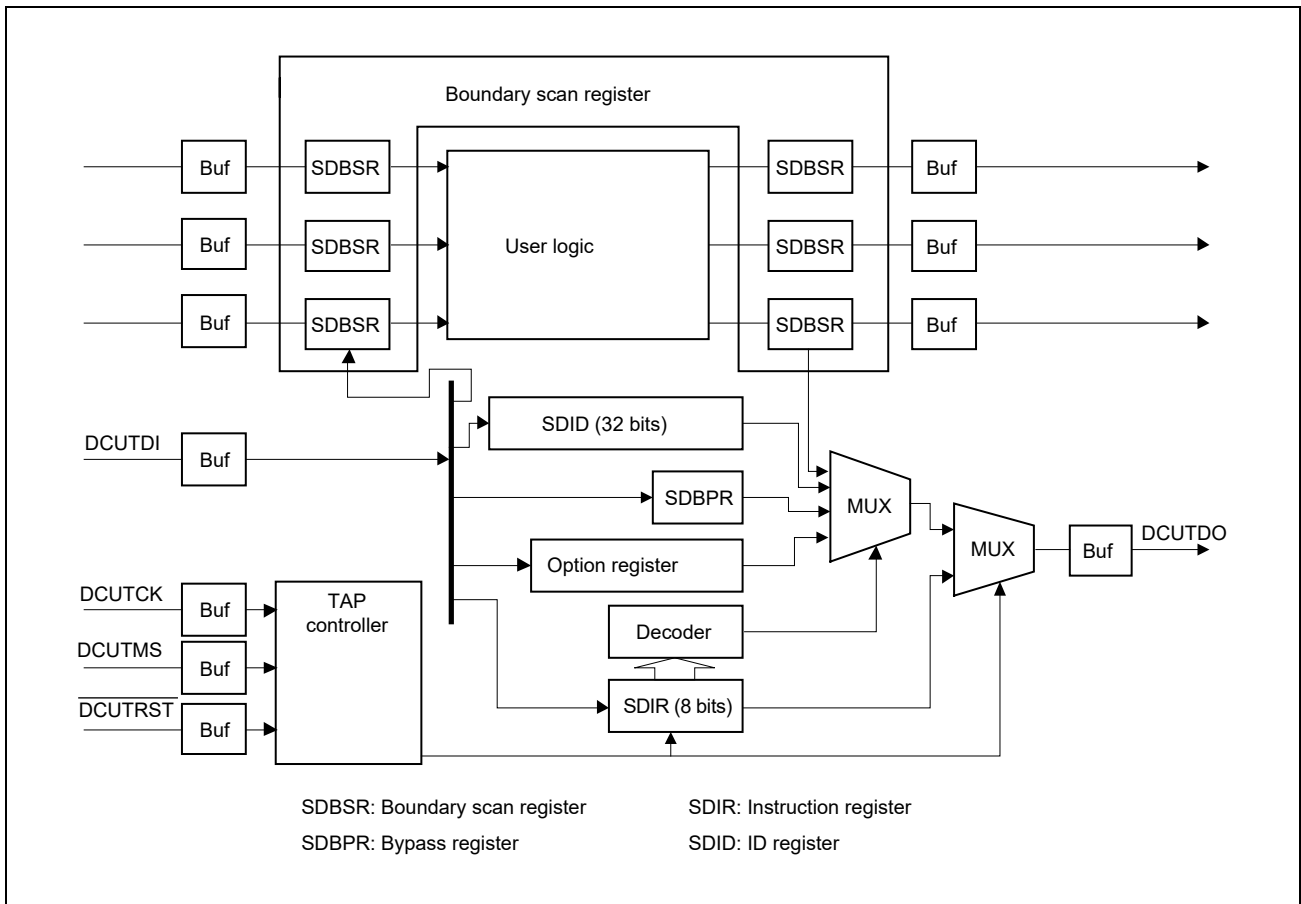 Boundary scan register
Buf SDBSR SDBSR Buf
Buf SDBSR User logic SDBSR Buf
Buf SDBSR SDBSR Buf
DCUTDI Buf
SDID (32 bits)
SDBPR
MUX
MUX
Buf
DCUTDO
Option register
DCUTCK Buf
DCUTMS Buf
DCUTRST Buf
TAP
controller
Decoder
SDIR (8 bits)
SDBSR: Boundary scan register
SDIR: Instruction register
SDBPR: Bypass register
SDID: ID register